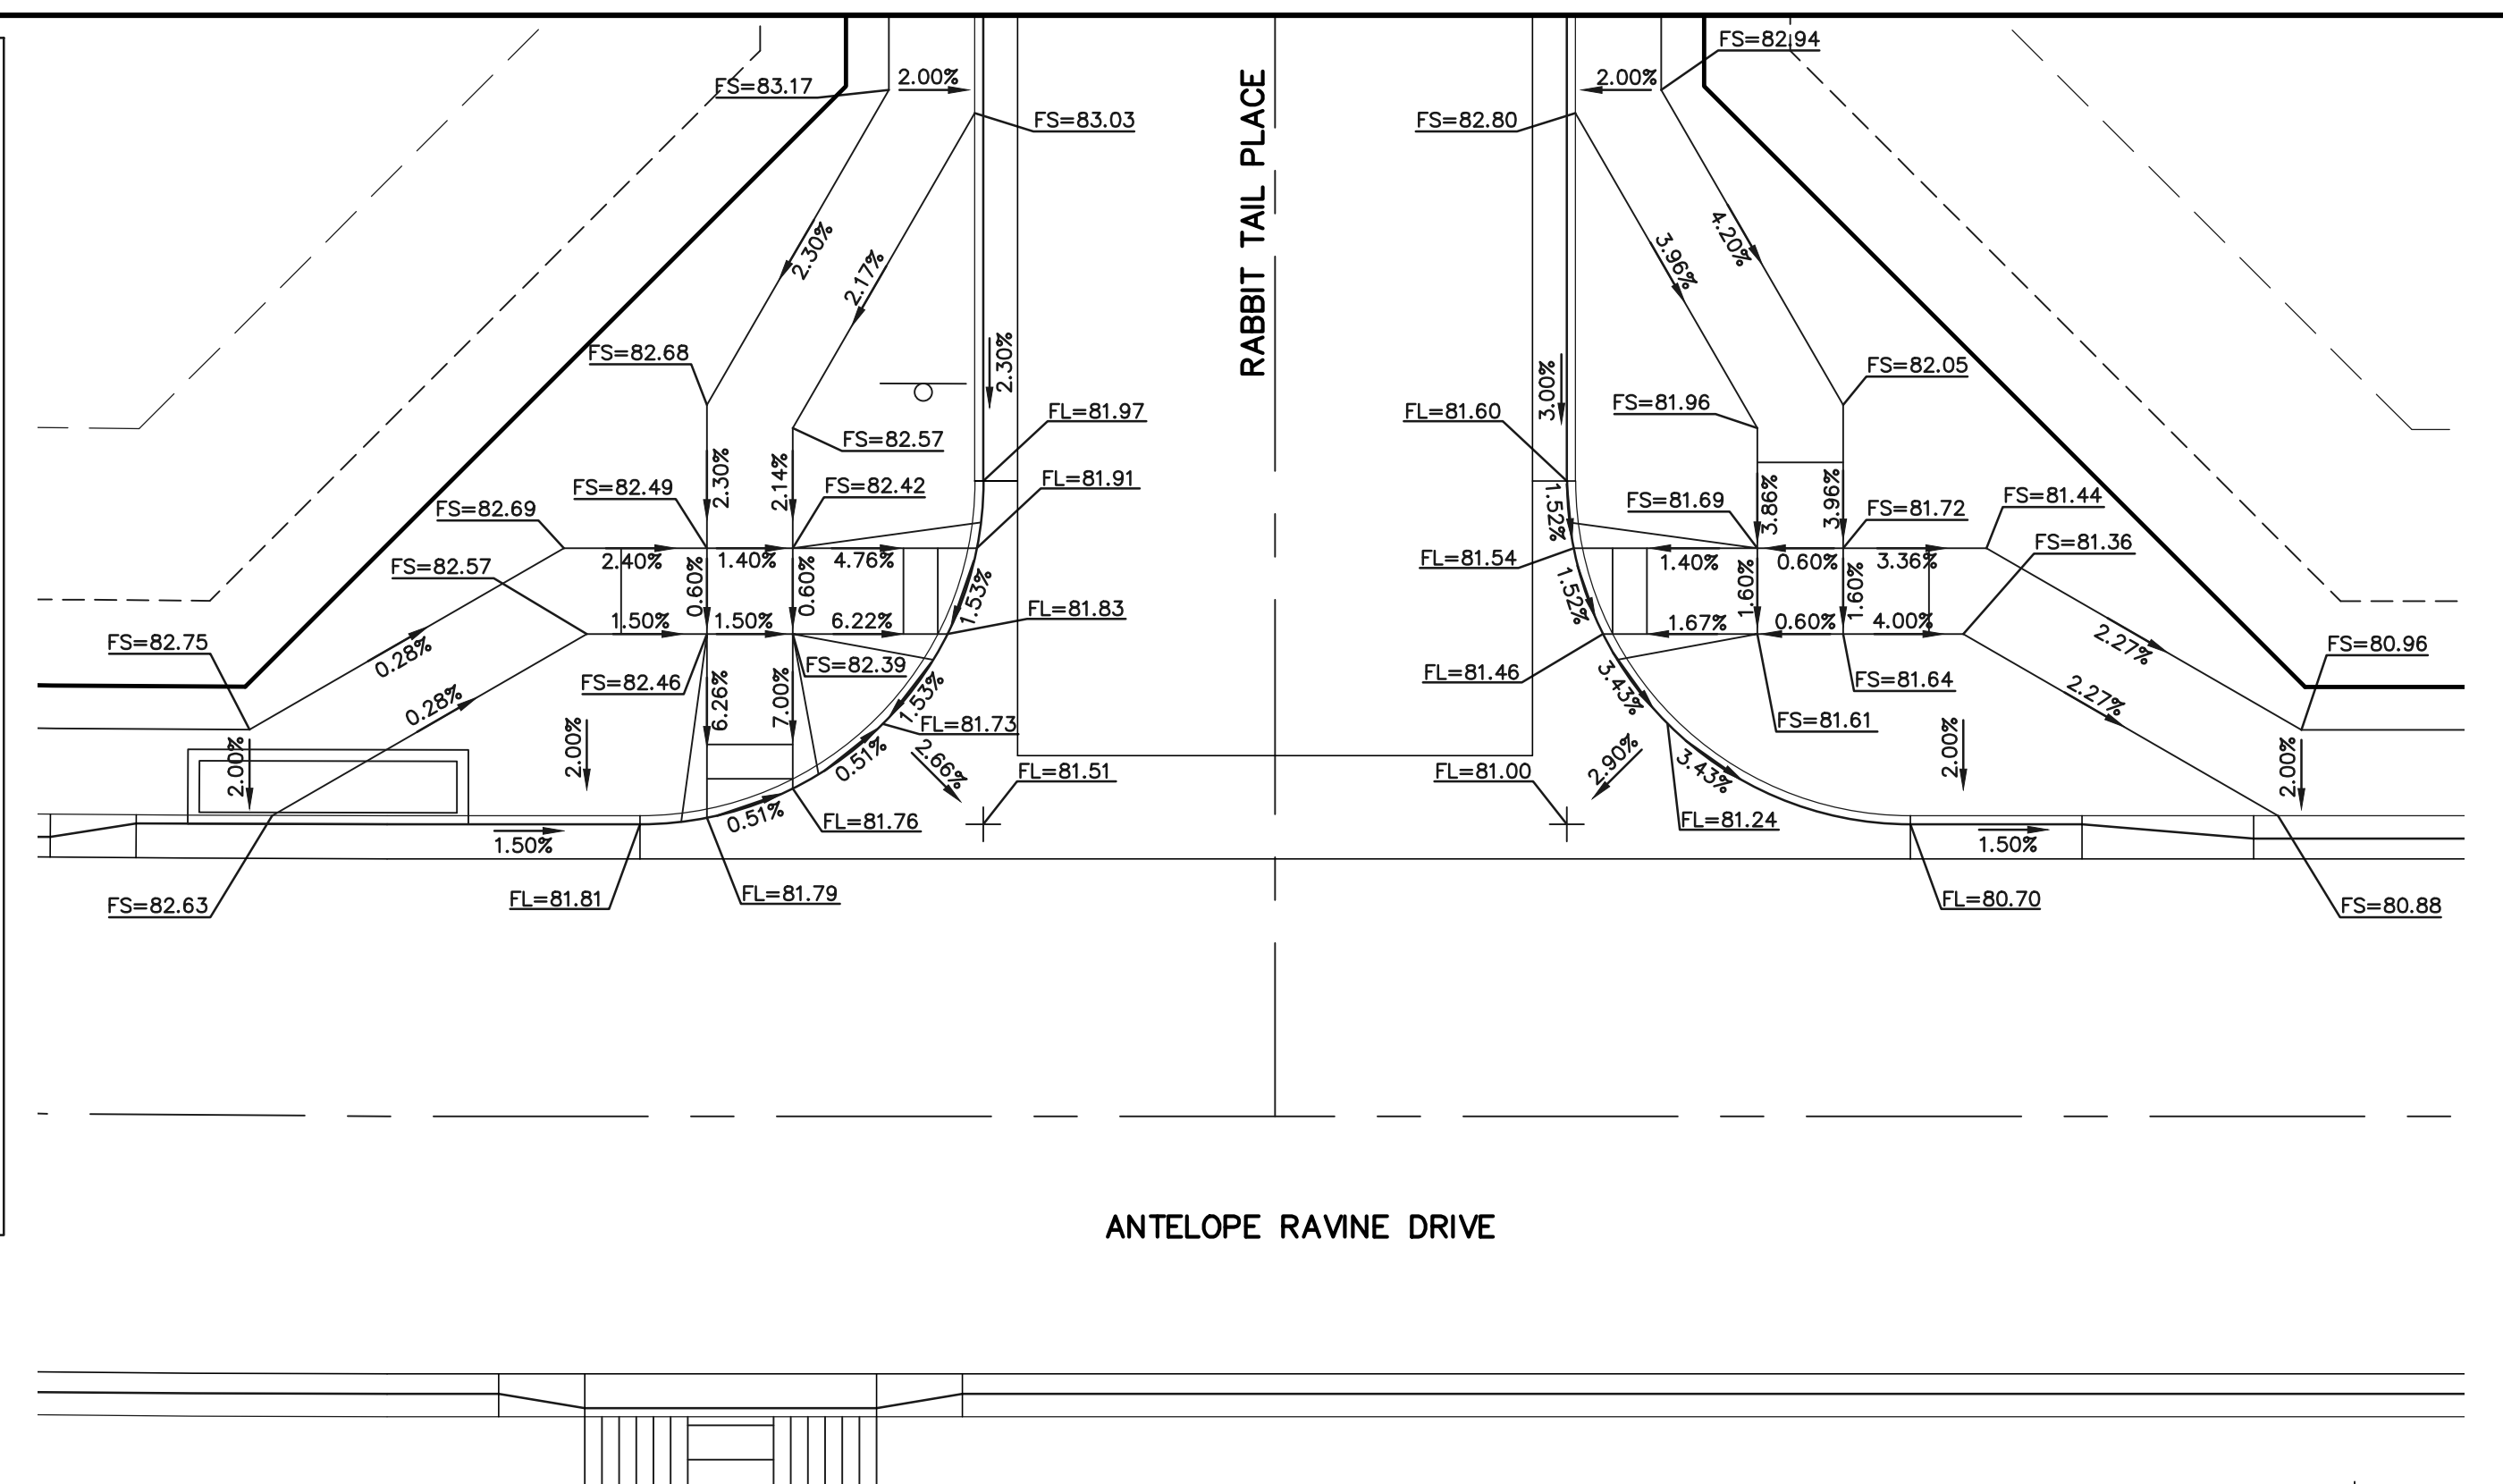 FS=82.94
2.00%
2.00%
FS=83.17
FS=83.03
FS=82.80
RABBIT TAIL PLACE
2.30%
2.17%
3.96%
4.20%
FS=82.68
2.30%
3.00%
FS=82.05
FS=81.96
FL=81.97
FL=81.60
FS=82.57
2.30%
2.14%
FL=81.91
FS=82.49
FS=82.42
FS=82.69
FS=81.69
3.86%
3.96%
FS=81.72
FS=81.44
1.52%
FS=81.36
FL=81.54
2.40%
1.40%
4.76%
1.40%
0.60%
3.36%
FS=82.57
0.60%
0.60%
1.53%
1.52%
1.60%
1.60%
FL=81.83
1.50%
1.50%
6.22%
1.67%
0.60%
4.00%
FS=82.75
0.28%
2.27%
FS=80.96
FS=82.39
FL=81.46
FS=82.46
6.26%
7.00%
1.53%
3.43%
FS=81.64
0.28%
2.27%
FL=81.73
FS=81.61
2.00%
2.00%
0.51%
2.66%
2.90%
3.43%
2.00%
2.00%
FL=81.51
FL=81.00
0.51%
FL=81.76
FL=81.24
1.50%
1.50%
FS=82.63
FL=81.81
FL=81.79
FL=80.70
FS=80.88
ANTELOPE RAVINE DRIVE